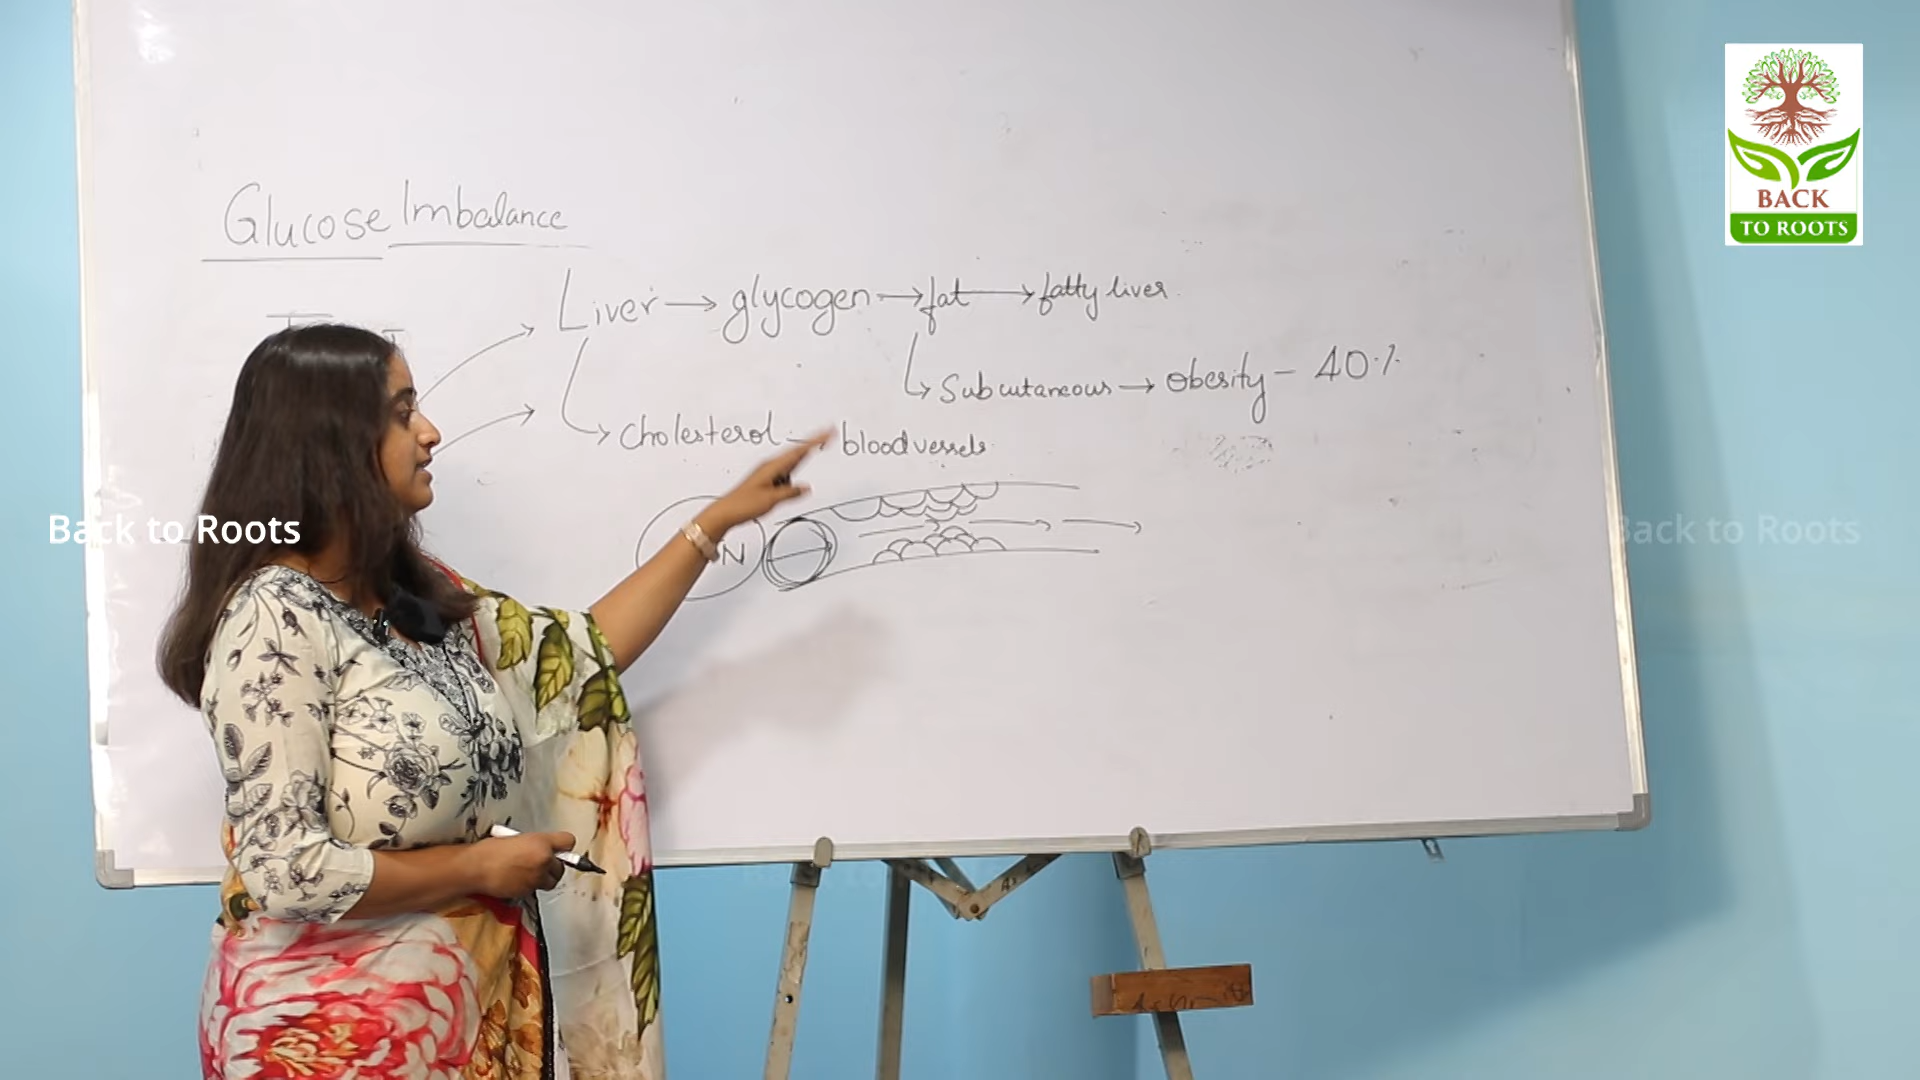 BACK
TO ROOTS
Glucose Imbalance
Liver → glycogen → fat → fatty liver
Subcutaneous → Obesity - 40%
Cholesterol → blood vessels
N
Back to Roots
Back to Roots